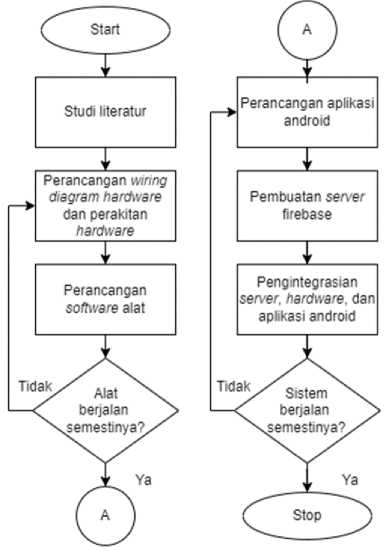 Start
Studi literatur
Perancangan wiring
diagram hardware
dan perakitan
hardware
Perancangan
software alat
Tidak
Alat
berjalan
semestinya?
Ya
A
A
Perancangan aplikasi
android
Pembuatan server
firebase
Pengintegrasian
server, hardware, dan
aplikasi android
Tidak
Sistem
berjalan
semestinya?
Ya
Stop